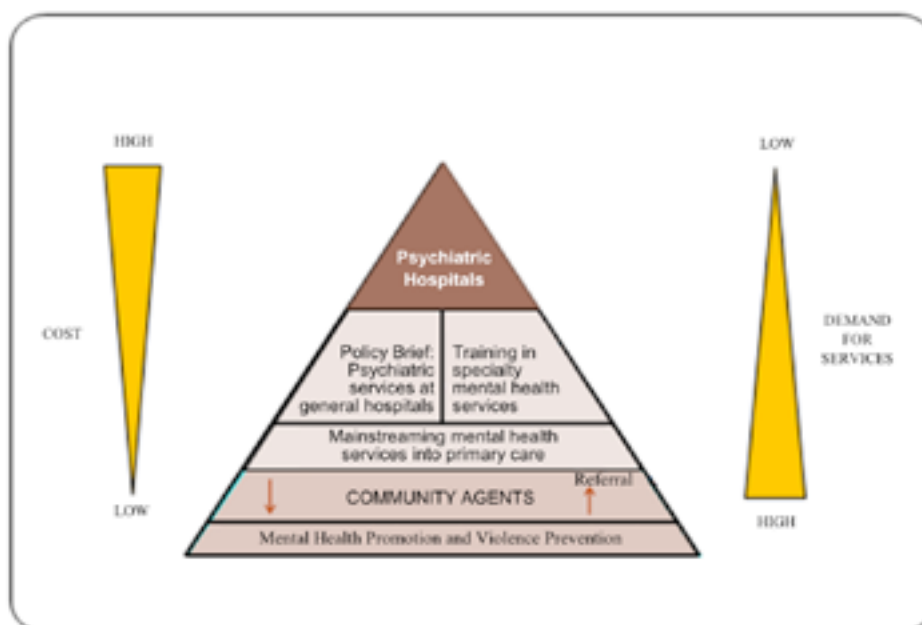 HIGH
LOW
Psychiatric
Hospitals
COST
DEMAND
FOR
SERVICES
Policy Brief:
Psychiatric
services at
general hospitals
Training in
specialty
mental health
services
Mainstreaming mental health
services into primary care
Referral
COMMUNITY AGENTS
LOW
HIGH
Mental Health Promotion and Violence Prevention